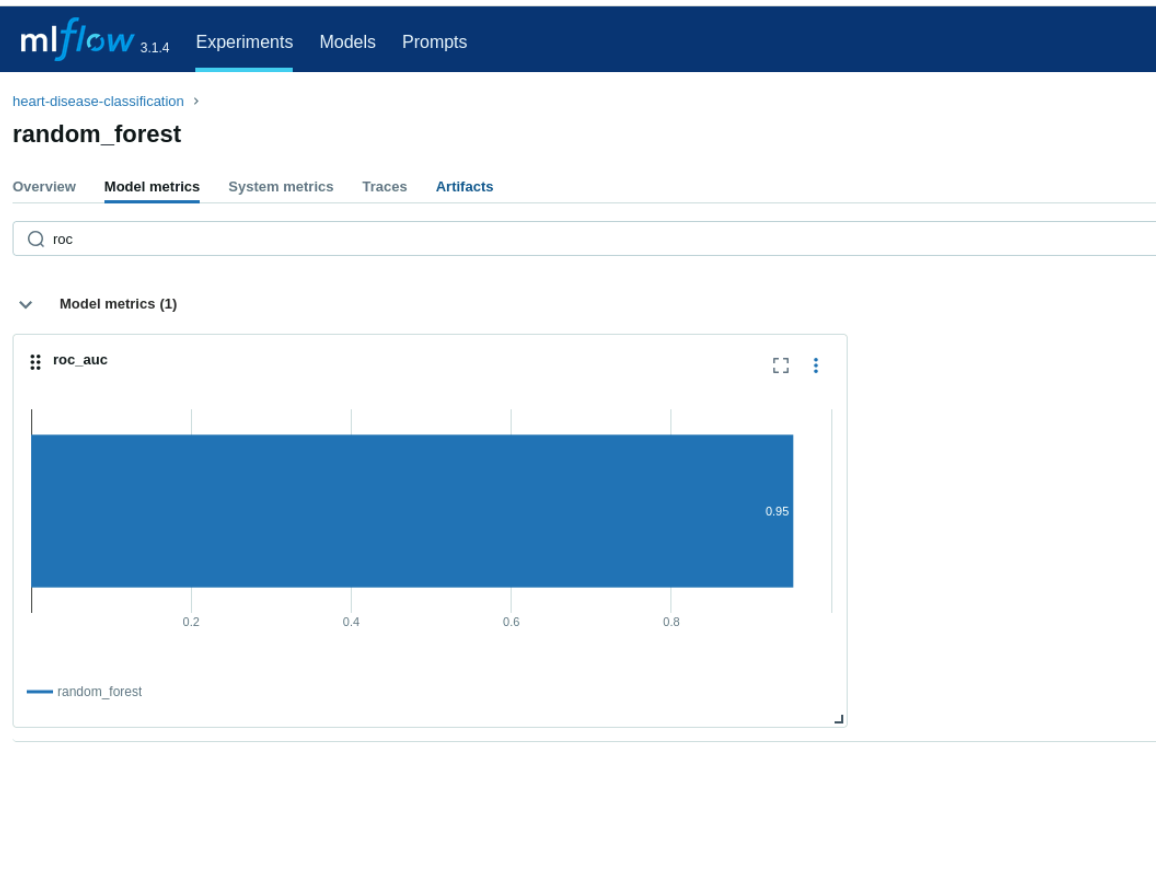 mlflow 3.1.4 Experiments Models Prompts
heart-disease-classification ›
random_forest
Overview Model metrics System metrics Traces Artifacts
roc
Model metrics (1)
roc_auc
0.95
0.2 0.4 0.6 0.8
random_forest